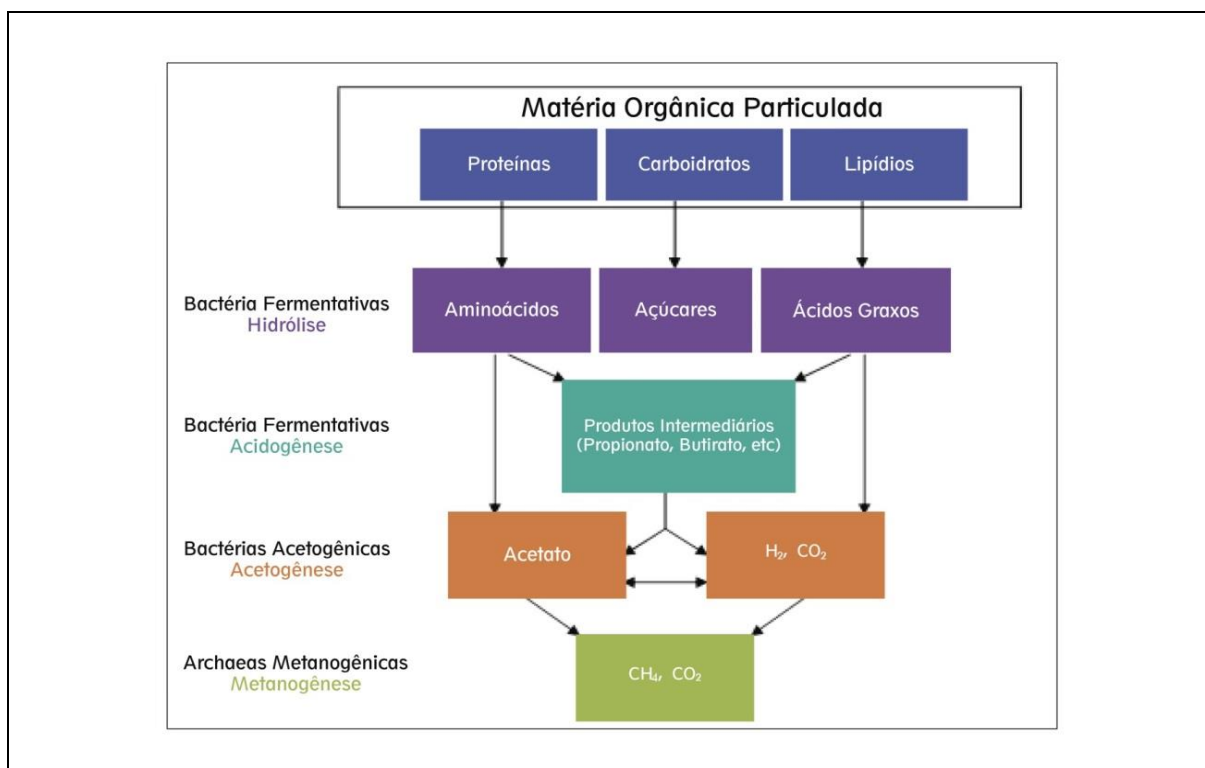 Matéria Orgânica Particulada
Proteínas
Carboidratos
Lipídios
Bactéria Fermentativas
Hidrólise
Aminoácidos
Açúcares
Ácidos Graxos
Bactéria Fermentativas
Acidogênese
Produtos Intermediários
(Propionato, Butirato, etc)
Bactérias Acetogênicas
Acetogênese
Acetato
H₂, CO₂
Archaeas Metanogênicas
Metanogênese
CH₄, CO₂